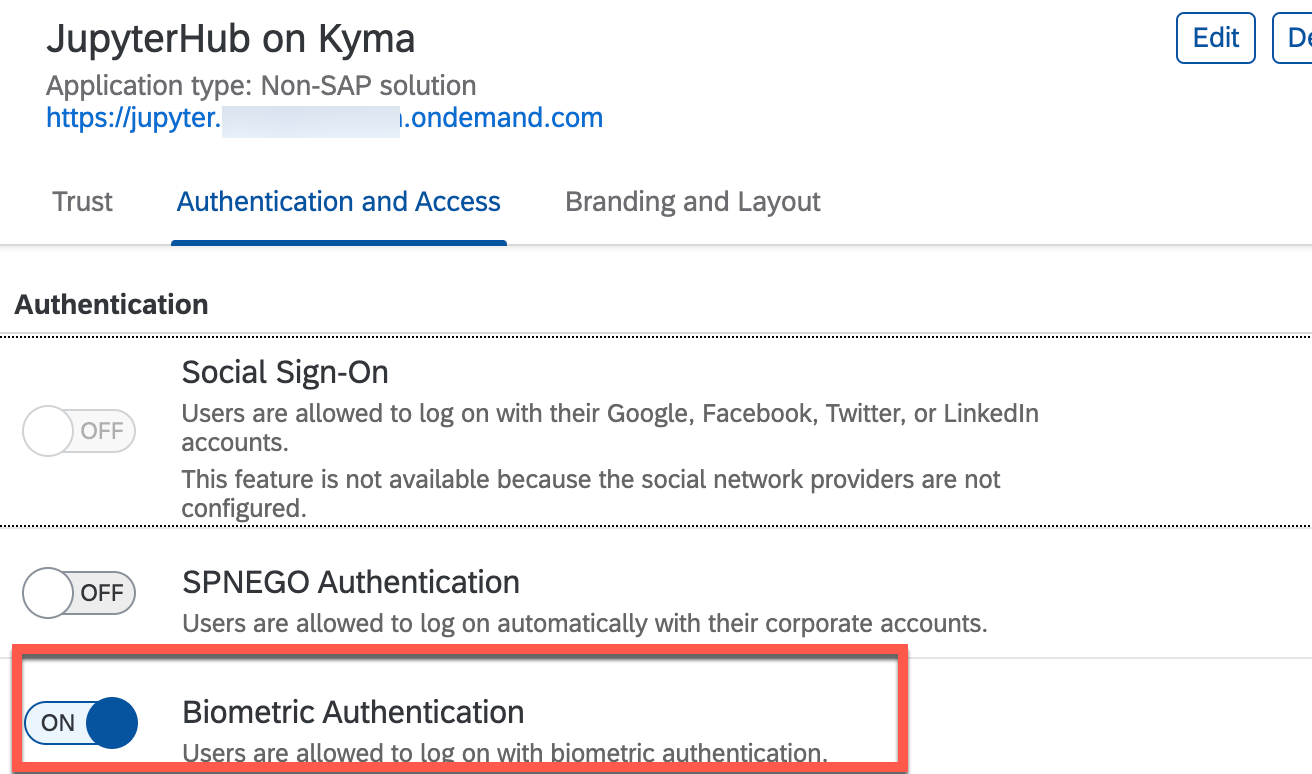 JupyterHub on Kyma
Edit
Application type: Non-SAP solution
https://jupyter. .ondemand.com
Trust
Authentication and Access
Branding and Layout
Authentication
Social Sign-On
Users are allowed to log on with their Google, Facebook, Twitter, or LinkedIn
accounts.
OFF
This feature is not available because the social network providers are not
configured.
SPNEGO Authentication
OFF
Users are allowed to log on automatically with their corporate accounts.
Biometric Authentication
ON
Users are allowed to log on with biometric authentication.